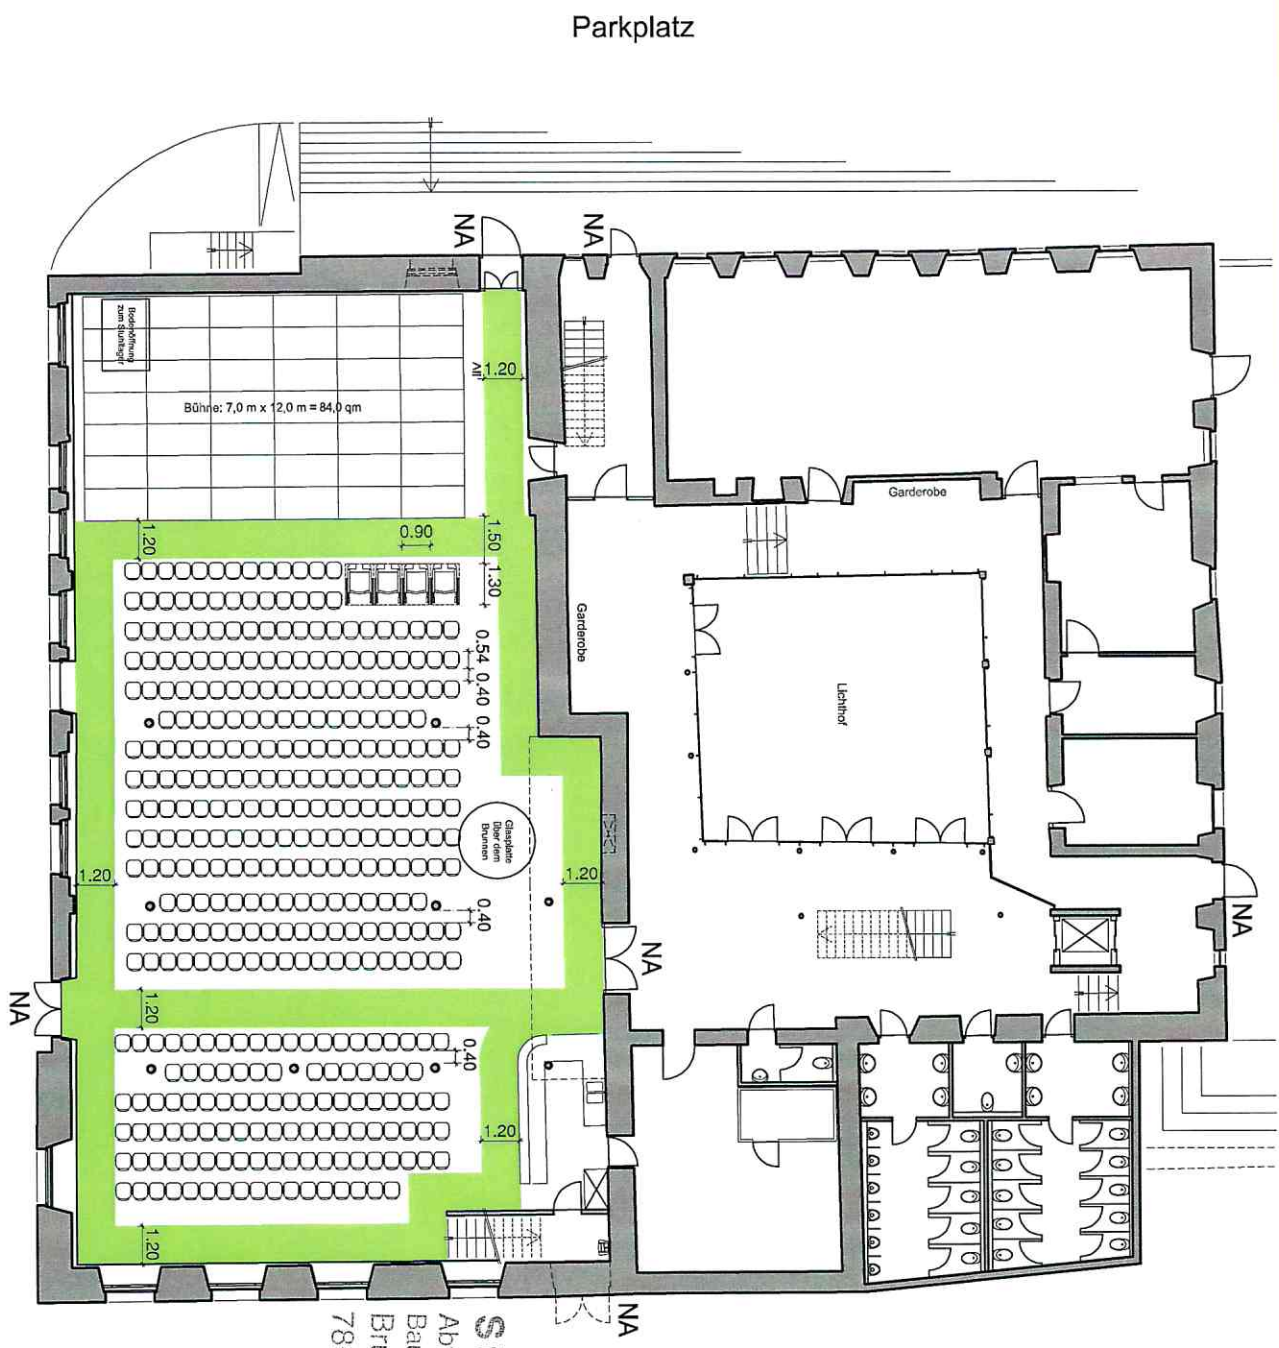 Parkplatz
NA
NA
Bodenöffnung
zum Stuhllager
1.20
Bühne: 7,0 m x 12,0 m = 84,0 qm
Garderobe
1.20
0.90
1.50
1.30
Garderobe
0.54
0.40
0.40
Lichthof
Glasplatte
über dem
Brunnen
1.20
1.20
0.40
NA
NA
NA
1.20
0.40
1.20
1.20
NA